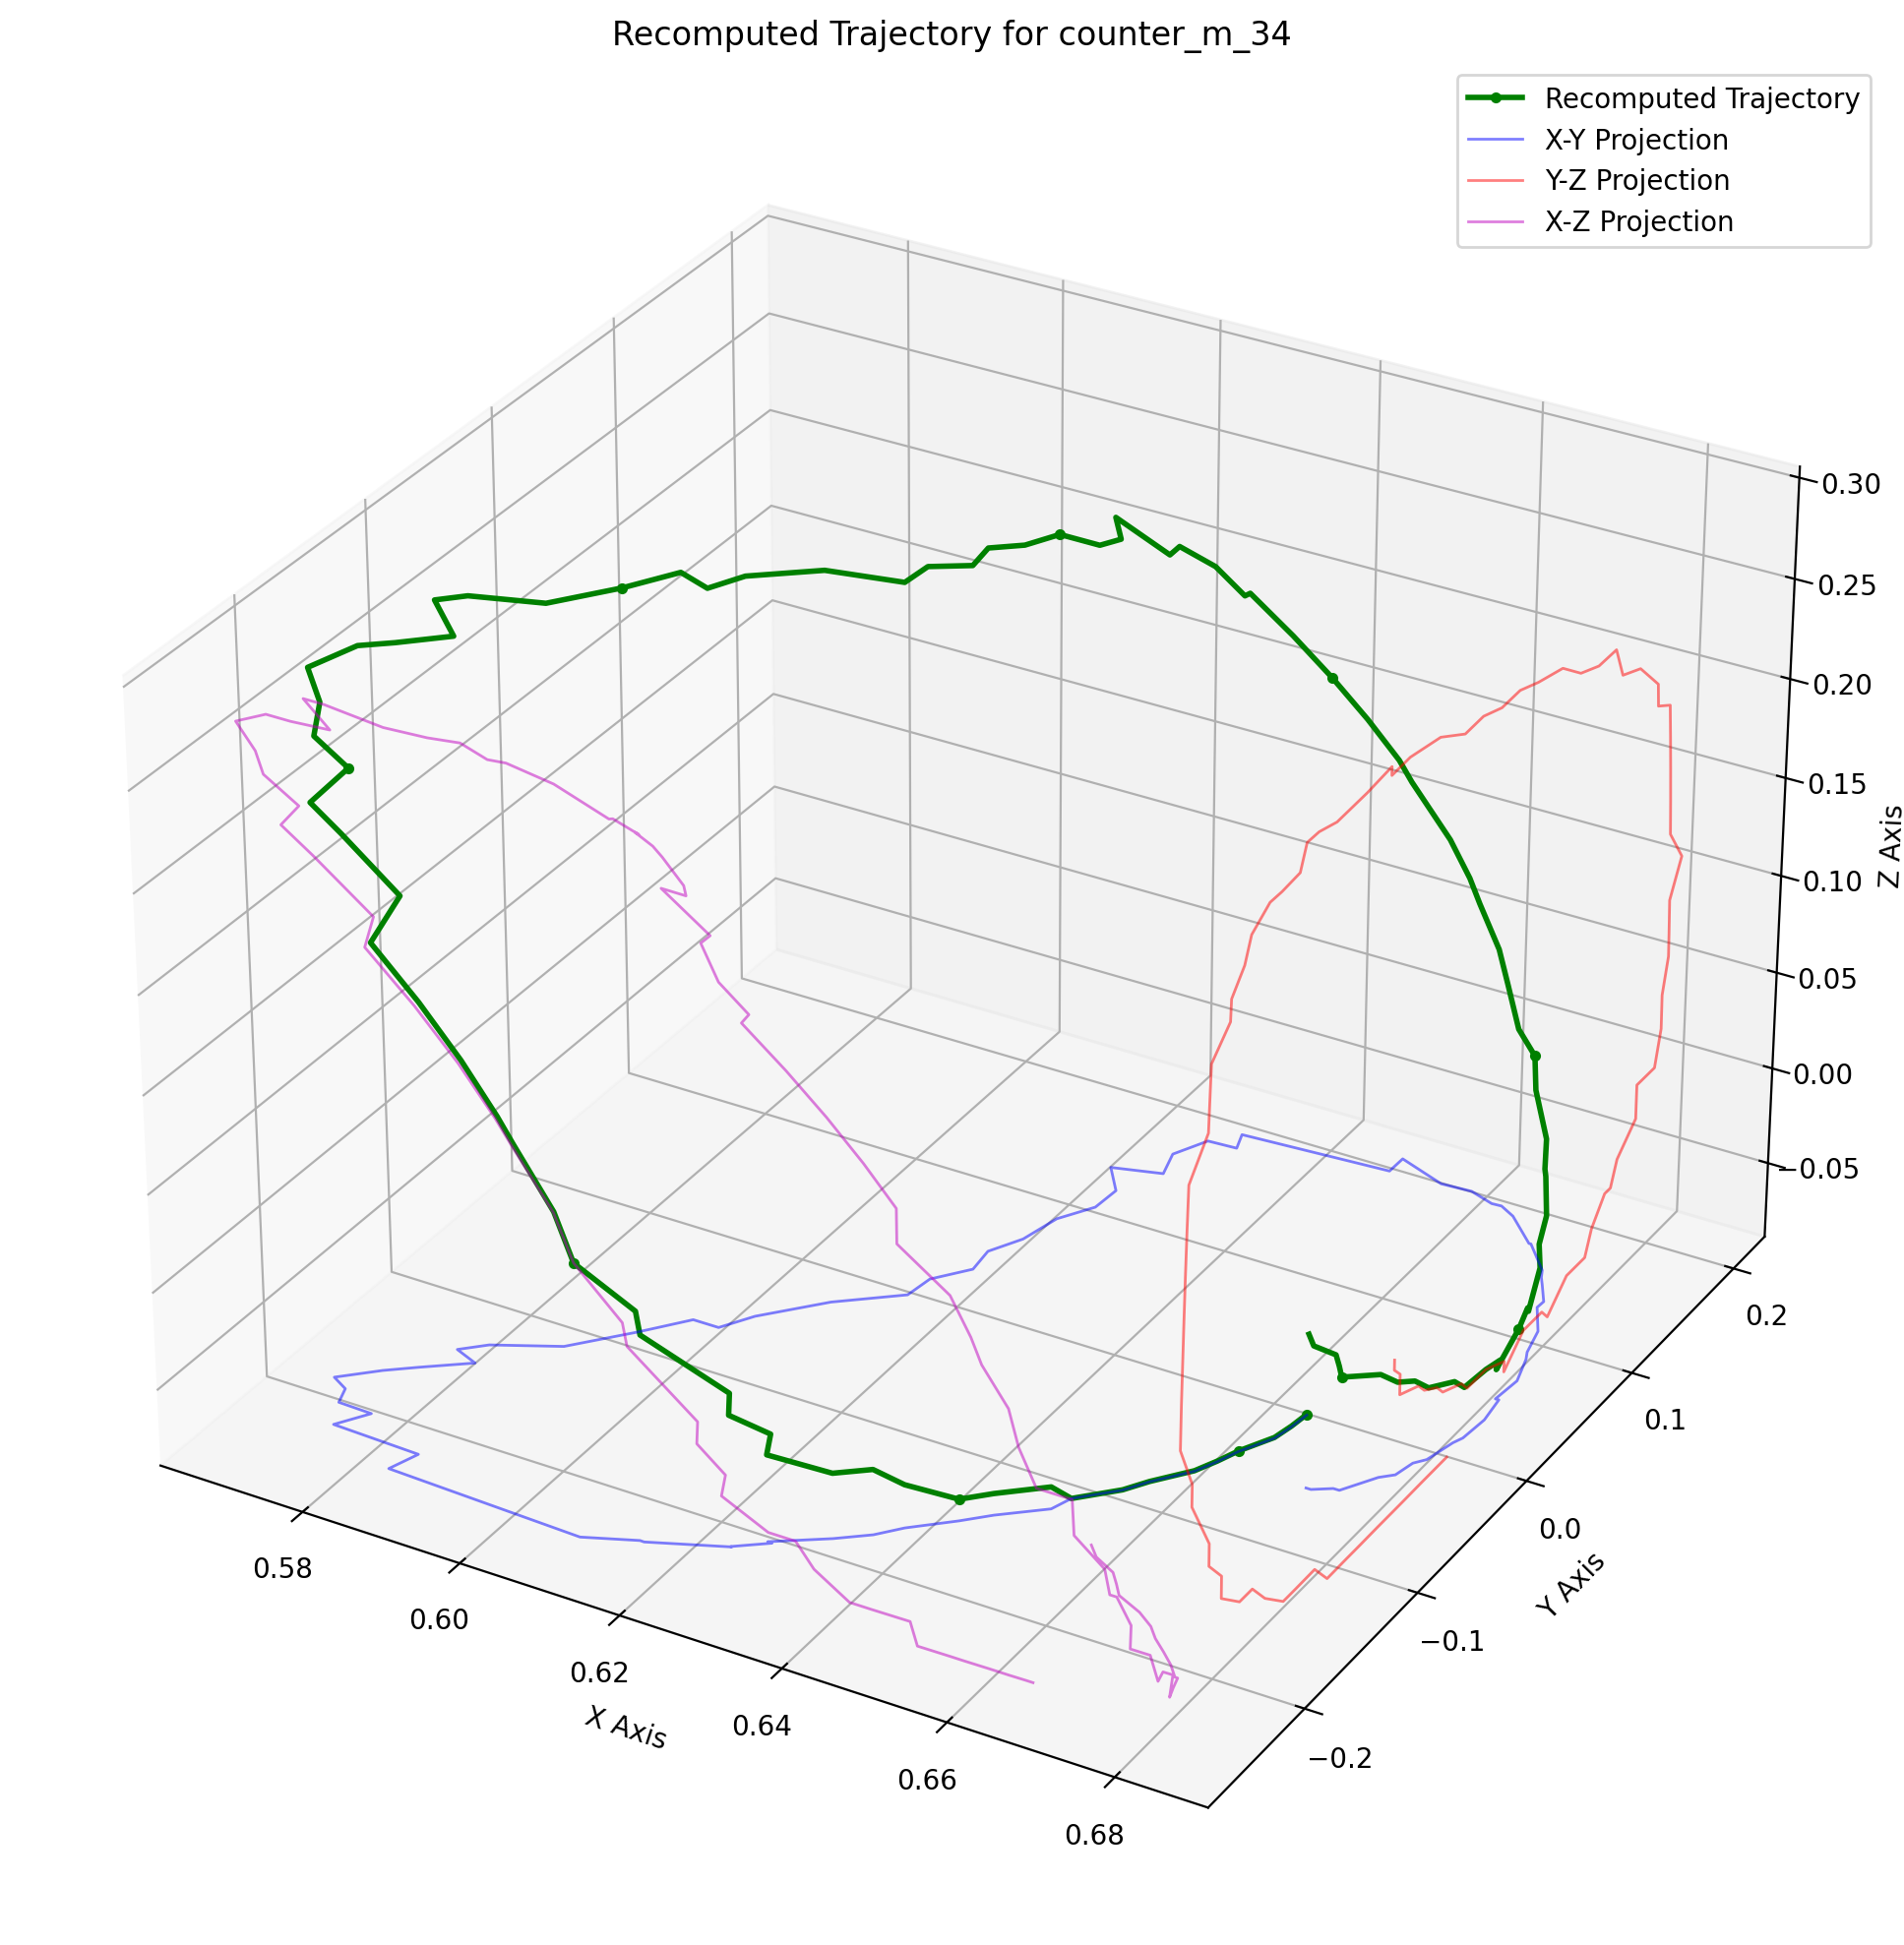 Recomputed Trajectory for counter_m_34
Recomputed Trajectory
X-Y Projection
Y-Z Projection
X-Z Projection
0.30
0.25
0.20
0.15
0.10
0.05
0.00
−0.05
Z Axis
0.2
0.1
0.0
−0.1
−0.2
Y Axis
0.58
0.60
0.62
0.64
0.66
0.68
X Axis